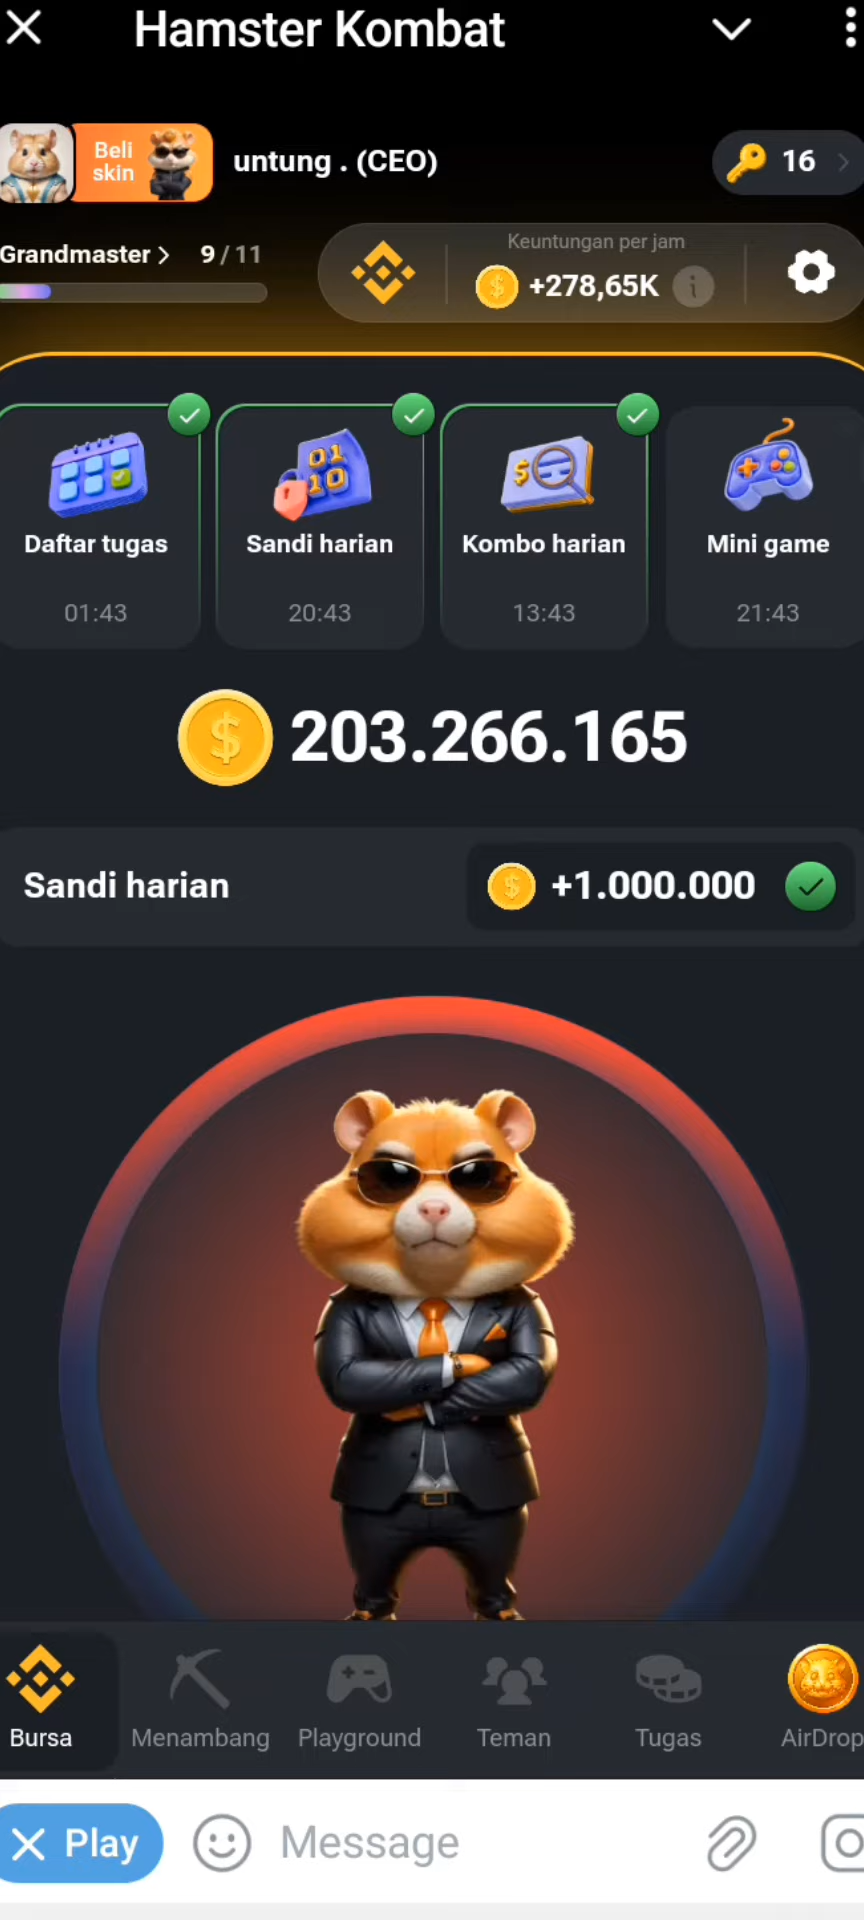 Hamster Kombat
Beli
skin
untung . (CEO)
16
Grandmaster
9 / 11
Keuntungan per jam
+278,65K
Daftar tugas
01:43
Sandi harian
20:43
Kombo harian
13:43
Mini game
21:43
203.266.165
Sandi harian
+1.000.000
Bursa
Menambang
Playground
Teman
Tugas
AirDrop
Play
Message